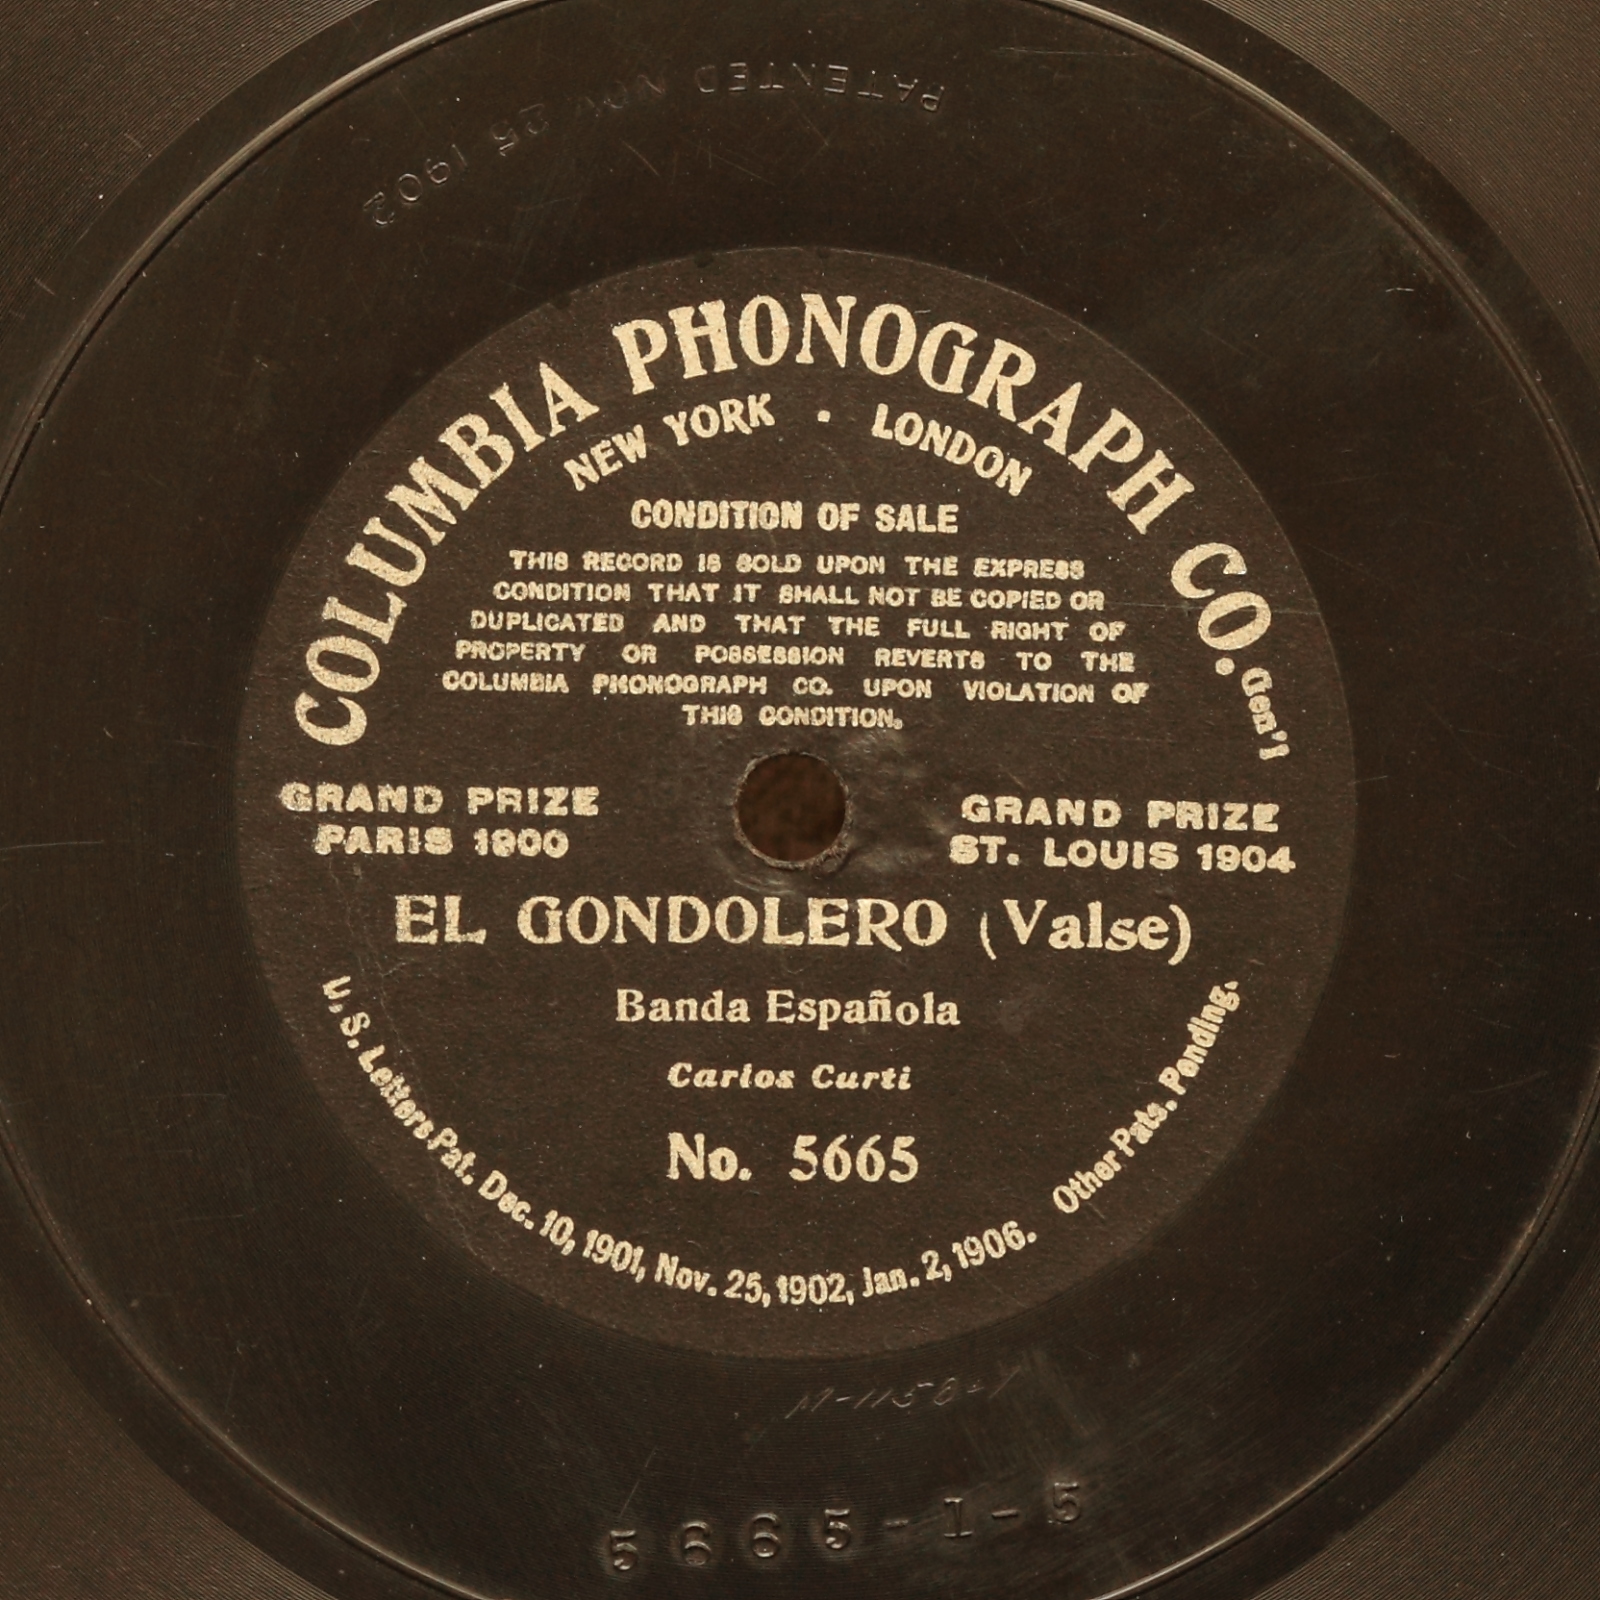 PATENTED NOV 25 1902
COLUMBIA PHONOGRAPH CO. Gen'l
NEW YORK · LONDON
CONDITION OF SALE
THIS RECORD IS SOLD UPON THE EXPRESS
CONDITION THAT IT SHALL NOT BE COPIED OR
DUPLICATED AND THAT THE FULL RIGHT OF
PROPERTY OR POSSESSION REVERTS TO THE
COLUMBIA PHONOGRAPH CO. UPON VIOLATION OF
THIS CONDITION.
GRAND PRIZE
PARIS 1900
GRAND PRIZE
ST. LOUIS 1904
EL GONDOLERO (Valse)
Banda Española
Carlos Curti
No. 5665
U.S. Letters Pat. Dec. 10, 1901, Nov. 25, 1902, Jan. 2, 1906. Other Pats. Pending.
5665-1-5